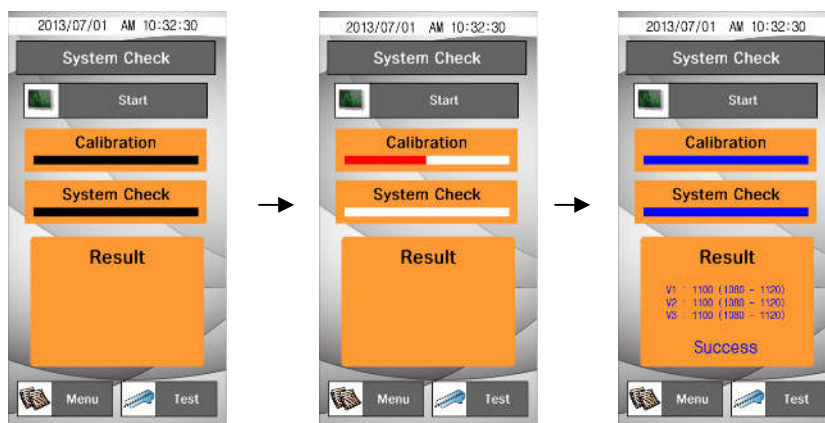 2013/07/01 AM 10:32:30
System Check
Start
Calibration
System Check
Result
Menu
Test
2013/07/01 AM 10:32:30
System Check
Start
Calibration
System Check
Result
Menu
Test
2013/07/01 AM 10:32:30
System Check
Start
Calibration
System Check
Result
V1 : 1100 (1080 - 1120)
V2 : 1100 (1080 - 1120)
V3 : 1100 (1080 - 1120)
Success
Menu
Test